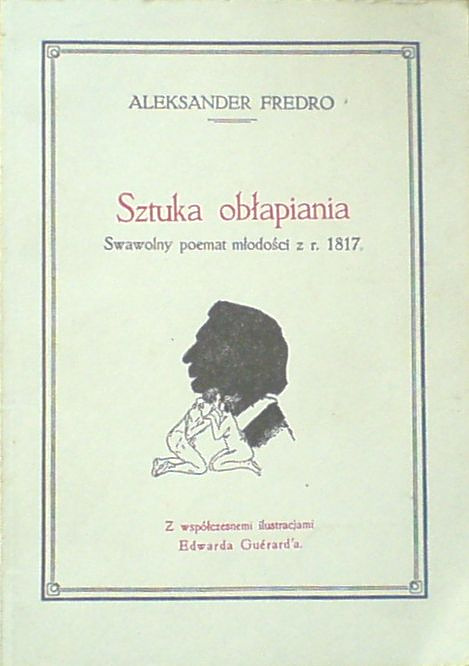 ALEKSANDER FREDRO
Sztuka obłapiania
Swawolny poemat młodości z r. 1817.
Z współczesnemi ilustracjami
Edwarda Guérard'a.